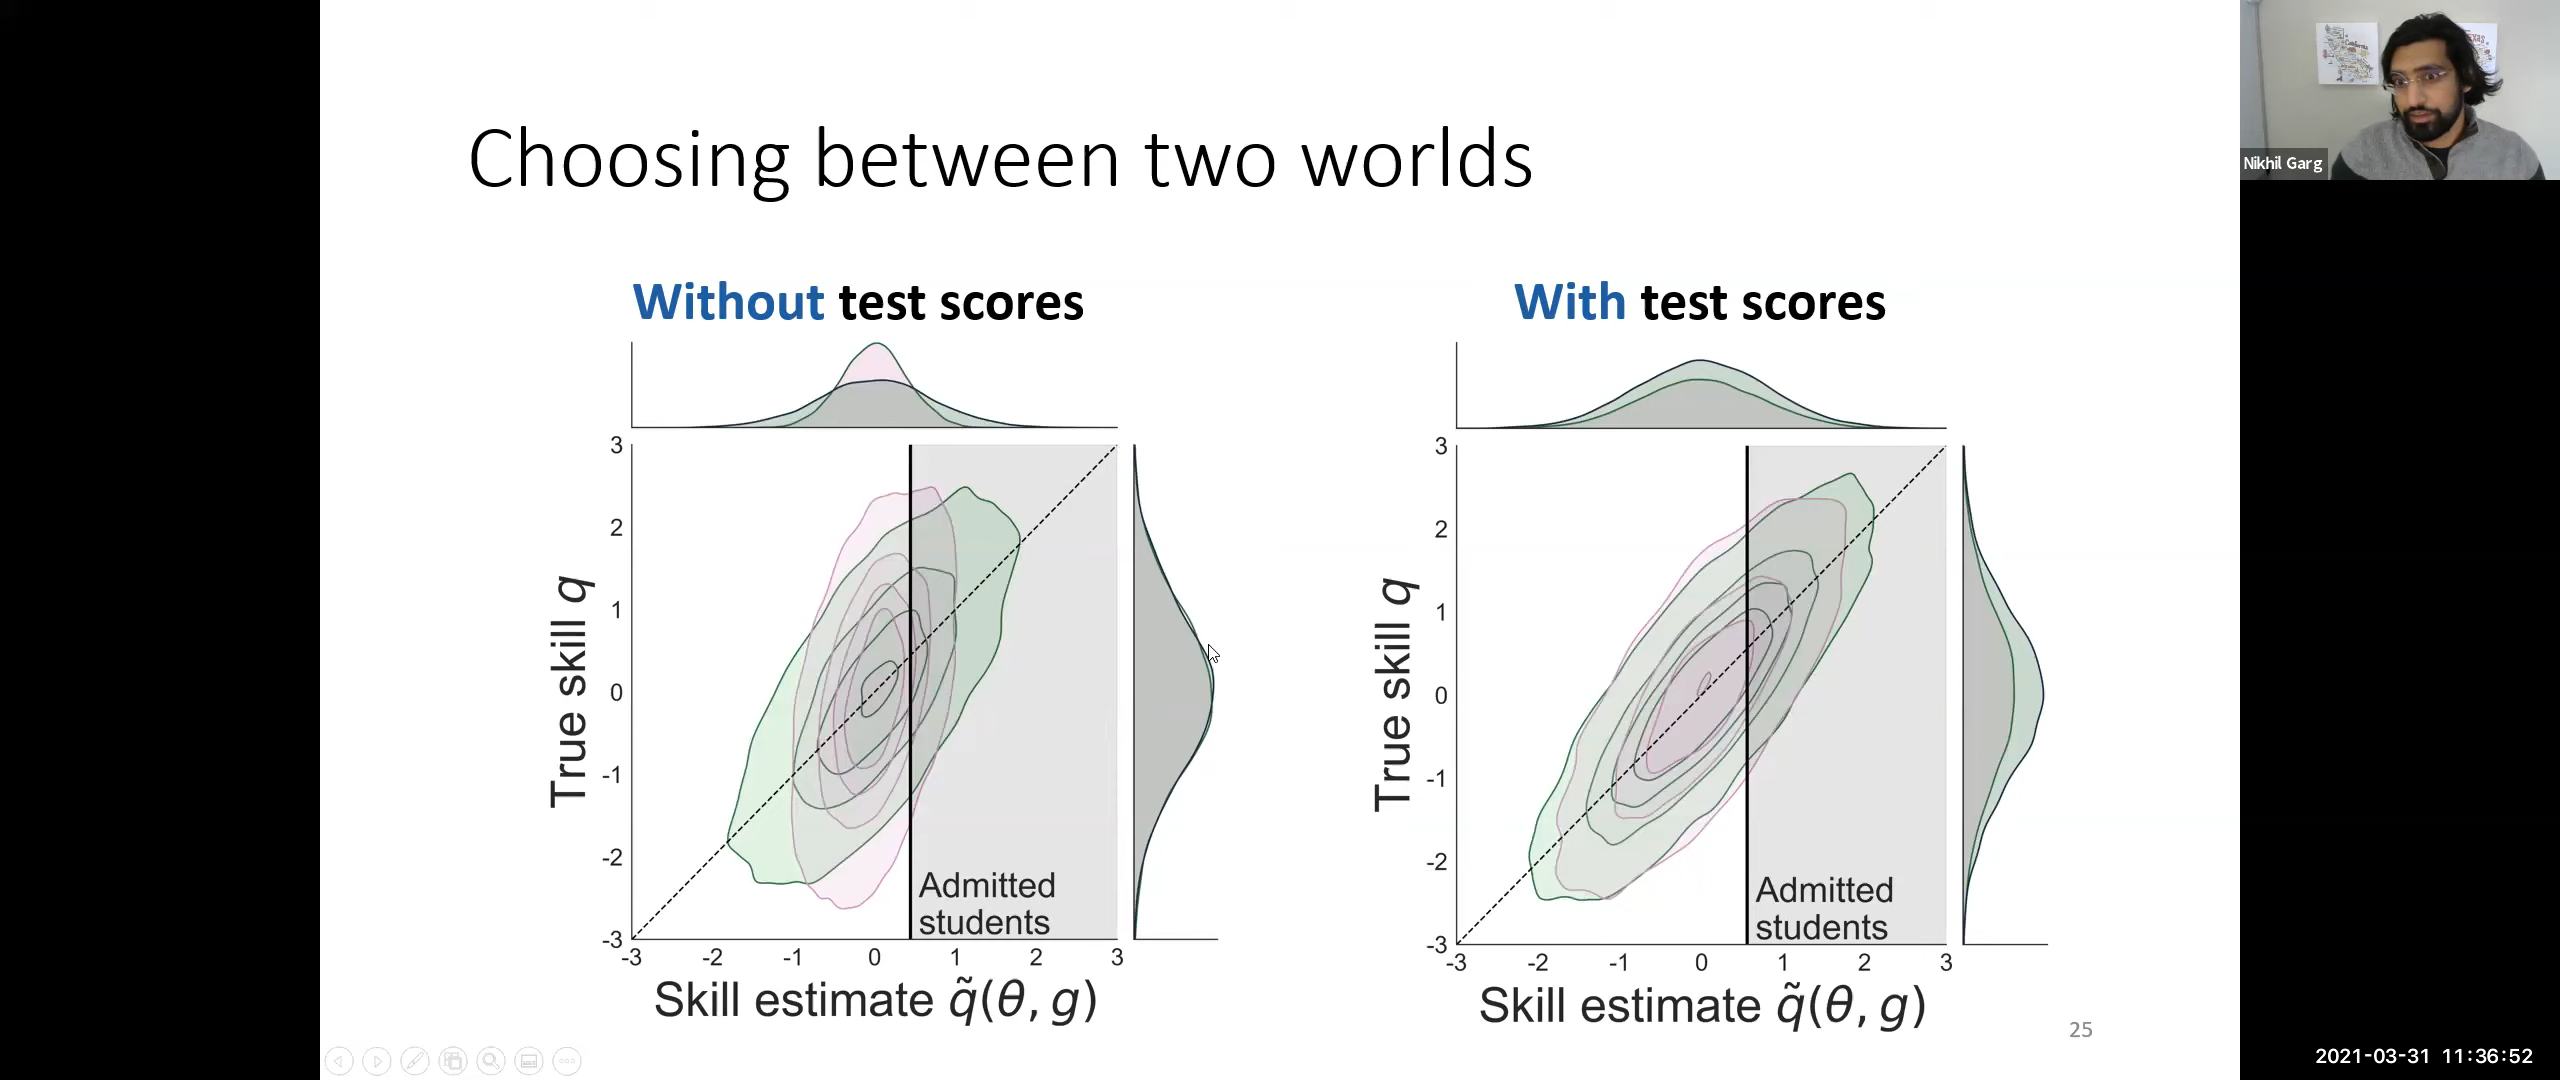 Choosing between two worlds
Nikhil Garg
Without test scores
With test scores
3
2
1
0
-1
-2
-3
True skill q
-3 -2 -1 0 1 2 3
Skill estimate q̃(θ, g)
Admitted
students
3
2
1
0
-1
-2
-3
True skill q
-3 -2 -1 0 1 2 3
Skill estimate q̃(θ, g)
Admitted
students
25
2021-03-31 11:36:52